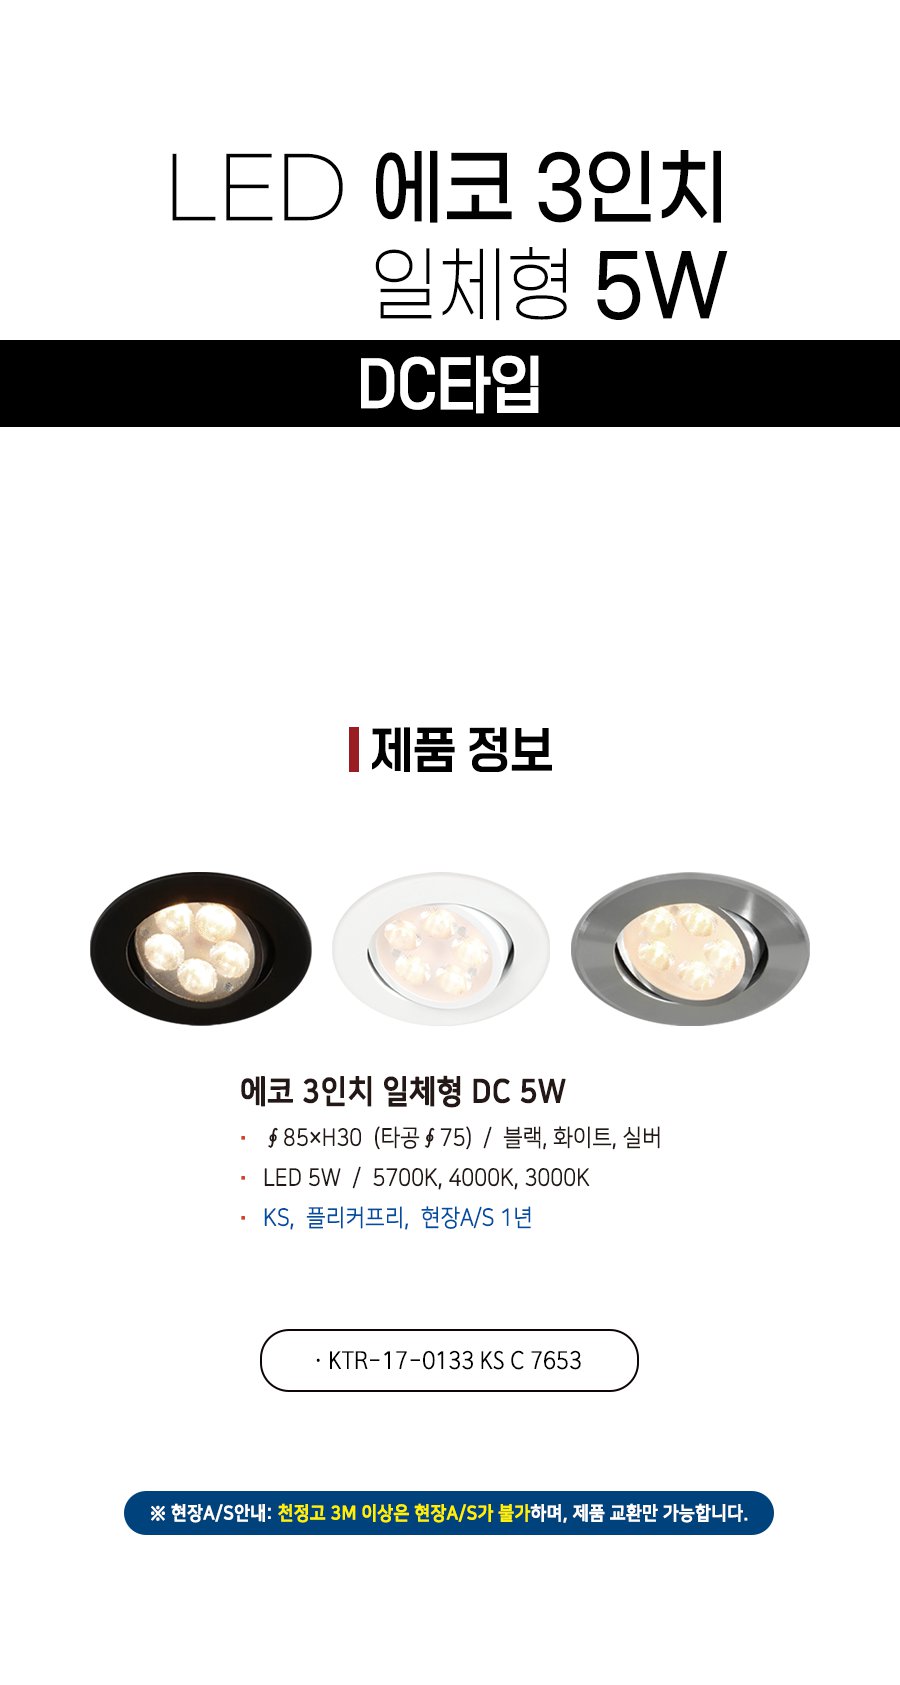 LED 에코 3인치
일체형 5W
DC타입
제품 정보
에코 3인치 일체형 DC 5W
· ∮85×H30 (타공∮75) / 블랙, 화이트, 실버
· LED 5W / 5700K, 4000K, 3000K
· KS, 플리커프리, 현장A/S 1년
· KTR-17-0133 KS C 7653
※ 현장A/S안내: 천정고 3M 이상은 현장A/S가 불가하며, 제품 교환만 가능합니다.